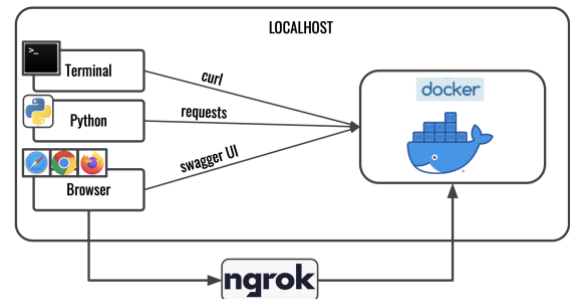 LOCALHOST
>_
Terminal
curl
docker
Python
requests
swagger UI
Browser
ngrok